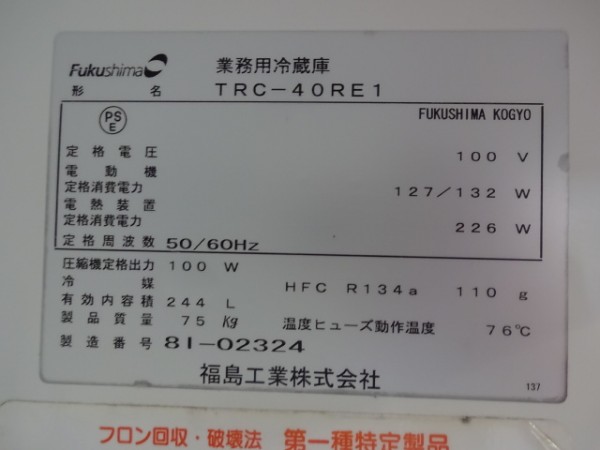 Fukushima 業務用冷蔵庫
形名 TRC-40RE1
PS E FUKUSHIMA KOGYO
定格電圧 100 V
電動機
定格消費電力 127/132 W
電熱装置
定格消費電力 226 W
定格周波数 50/60Hz
圧縮機定格出力 100 W
冷媒 HFC R134a 110 g
有効内容積 244 L
製品質量 75 Kg 温度ヒューズ動作温度 76℃
製造番号 81-02324
福島工業株式会社
137
フロン回収・破壊法 第一種特定製品